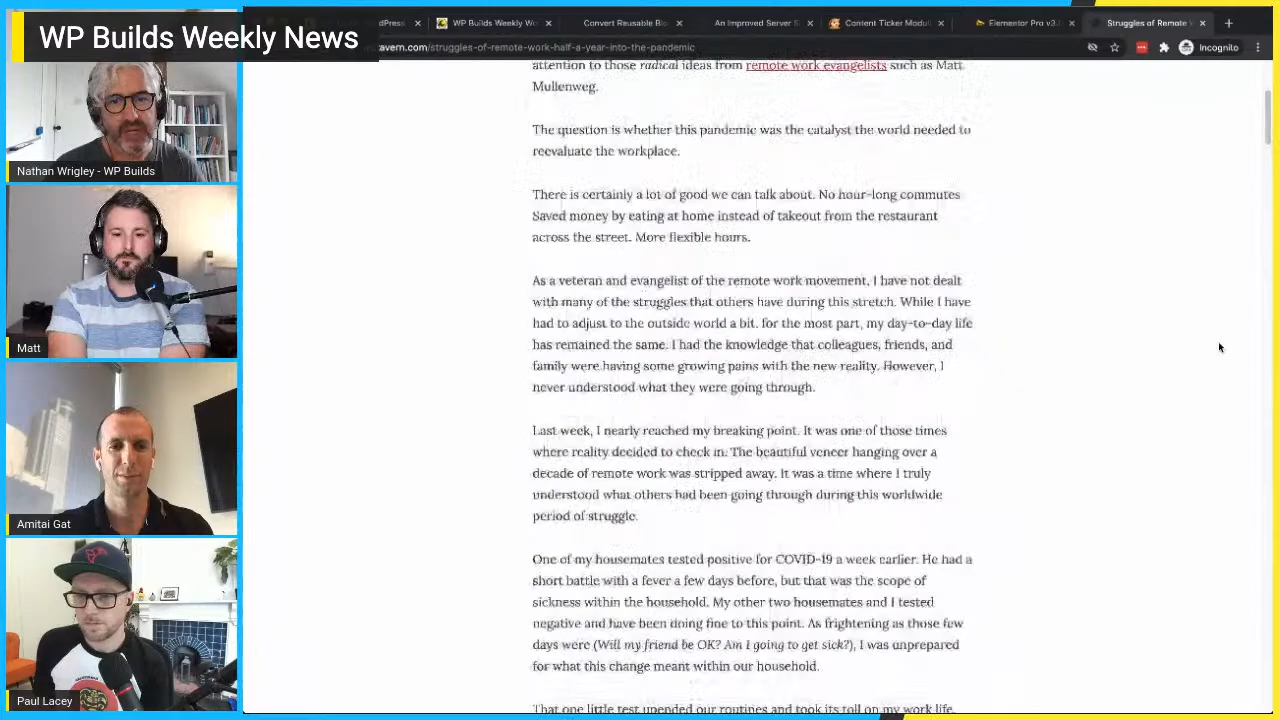 WP Builds Weekly News
WP Builds Weekly Wo
Convert Reusable Blo
An Improved Server S
Content Ticker Modul
Elementor Pro v3.
Struggles of Remote W
avern.com/struggles-of-remote-work-half-a-year-into-the-pandemic
Incognito
attention to those radical ideas from remote work evangelists such as Matt
Mullenweg.
The question is whether this pandemic was the catalyst the world needed to
reevaluate the workplace.
There is certainly a lot of good we can talk about. No hour-long commutes
Saved money by eating at home instead of takeout from the restaurant
across the street. More flexible hours.
As a veteran and evangelist of the remote work movement, I have not dealt
with many of the struggles that others have during this stretch. While I have
had to adjust to the outside world a bit, for the most part, my day-to-day life
has remained the same. I had the knowledge that colleagues, friends, and
family were having some growing pains with the new reality. However, I
never understood what they were going through.
Last week, I nearly reached my breaking point. It was one of those times
where reality decided to check in. The beautiful veneer hanging over a
decade of remote work was stripped away. It was a time where I truly
understood what others had been going through during this worldwide
period of struggle.
One of my housemates tested positive for COVID-19 a week earlier. He had a
short battle with a fever a few days before, but that was the scope of
sickness within the household. My other two housemates and I tested
negative and have been doing fine to this point. As frightening as those few
days were (Will my friend be OK? Am I going to get sick?), I was unprepared
for what this change meant within our household.
That one little test upended our routines and took its toll on my work life.
Nathan Wrigley - WP Builds
Matt
Amitai Gat
Paul Lacey